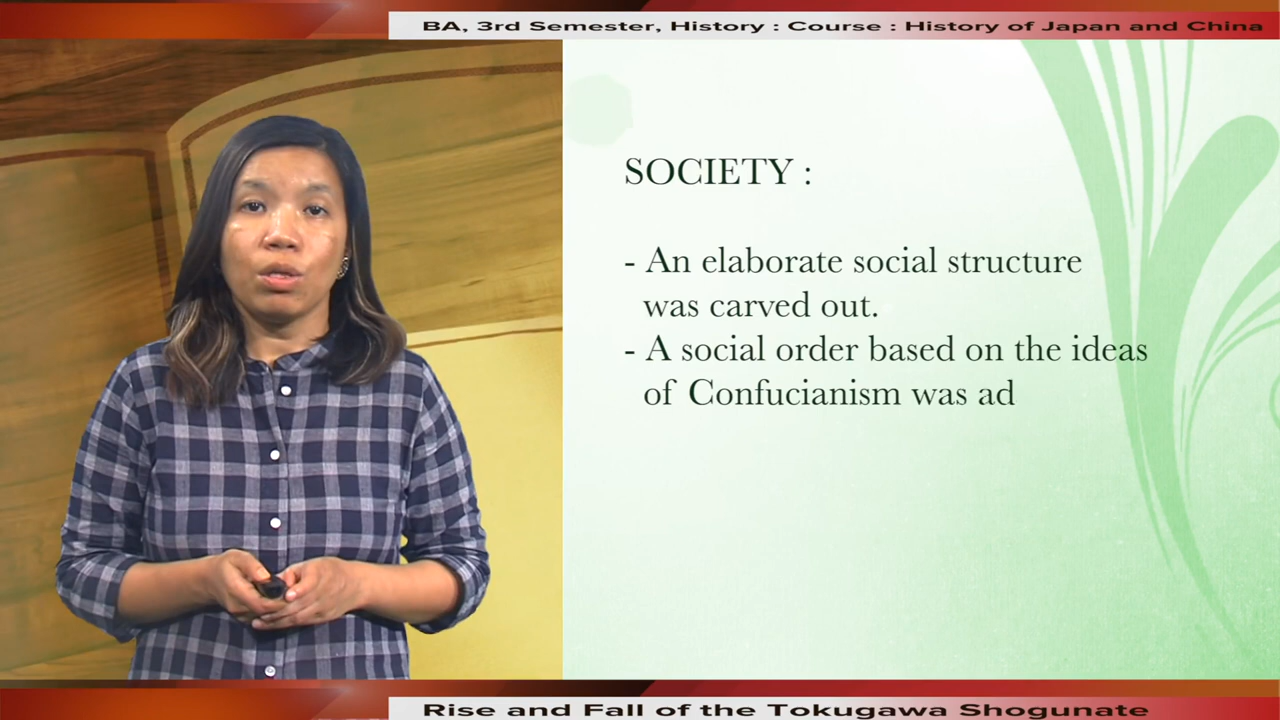 BA, 3rd Semester, History : Course : History of Japan and China
SOCIETY :
- An elaborate social structure
was carved out.
- A social order based on the ideas
of Confucianism was ad
Rise and Fall of the Tokugawa Shogunate